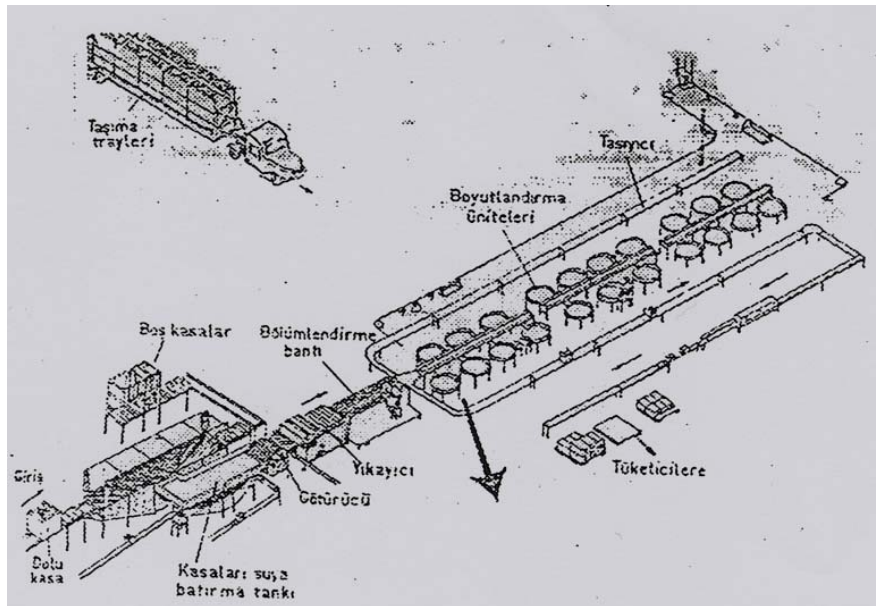 Taşıma
trayleri
Taşıyıcı
Boyutlandırma
üniteleri
Bölümlendirme
bantı
Boş kasalar
Giriş
Dolu
kasa
Yıkayıcı
Götürücü
Kasaları suya
batırma tankı
Tüketicilere